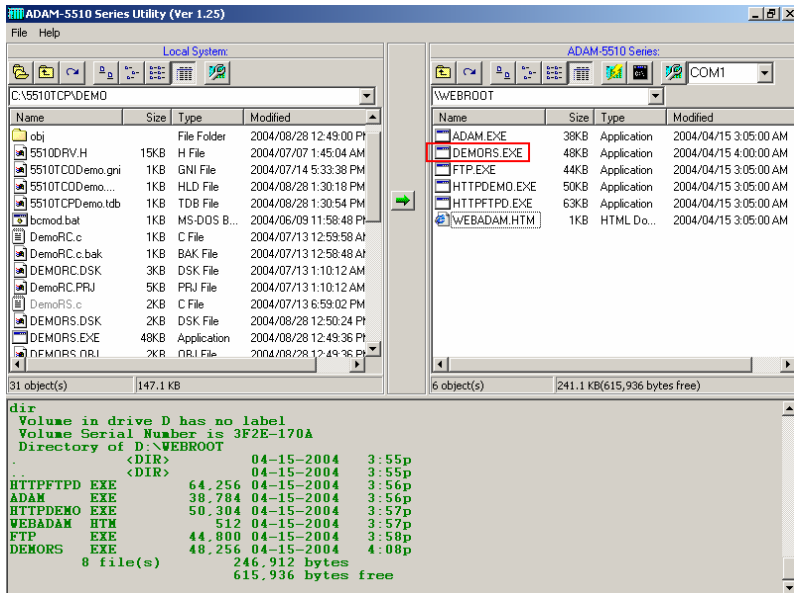 ADAM-5510 Series Utility (Ver 1.25)
File Help
Local System:
C:\5510TCP\DEMO
Name Size Type Modified
obj File Folder 2004/08/28 12:49:00 PM
5510DRV.H 15KB H File 2004/07/07 1:45:04 AM
5510TCODemo.gni 1KB GNI File 2004/07/14 5:33:38 PM
5510TCODemo.... 1KB HLD File 2004/08/28 1:30:18 PM
5510TCPDemo.tdb 1KB TDB File 2004/08/28 1:30:54 PM
bcmod.bat 1KB MS-DOS B... 2004/06/09 11:58:48 PM
DemoRC.c 1KB C File 2004/07/13 12:59:58 AM
DemoRC.c.bak 1KB BAK File 2004/07/13 12:58:48 AM
DEMORC.DSK 3KB DSK File 2004/07/13 1:10:12 AM
DemoRC.PRJ 5KB PRJ File 2004/07/13 1:10:12 AM
DemoRS.c 2KB C File 2004/07/13 6:59:02 PM
DEMORS.DSK 2KB DSK File 2004/08/28 12:50:24 PM
DEMORS.EXE 48KB Application 2004/08/28 12:49:36 PM
DEMORS.OBJ 2KB OBJ File 2004/08/28 12:49:36 PM
31 object(s) 147.1 KB
ADAM-5510 Series:
COM1
\WEBROOT
Name Size Type Modified
ADAM.EXE 38KB Application 2004/04/15 3:05:00 AM
DEMORS.EXE 48KB Application 2004/04/15 4:00:00 AM
FTP.EXE 44KB Application 2004/04/15 3:05:00 AM
HTTPDEMO.EXE 50KB Application 2004/04/15 3:05:00 AM
HTTPFTPD.EXE 63KB Application 2004/04/15 3:05:00 AM
WEBADAM.HTM 1KB HTML Do... 2004/04/15 3:05:00 AM
6 object(s) 241.1 KB(615,936 bytes free)
dir
Volume in drive D has no label
Volume Serial Number is 3F2E-170A
Directory of D:\WEBROOT
. <DIR> 04-15-2004 3:55p
.. <DIR> 04-15-2004 3:55p
HTTPFTPD EXE 64,256 04-15-2004 3:56p
ADAM EXE 38,784 04-15-2004 3:56p
HTTPDEMO EXE 50,304 04-15-2004 3:57p
WEBADAM HTM 512 04-15-2004 3:57p
FTP EXE 44,800 04-15-2004 3:58p
DEMORS EXE 48,256 04-15-2004 4:08p
8 file(s) 246,912 bytes
615,936 bytes free